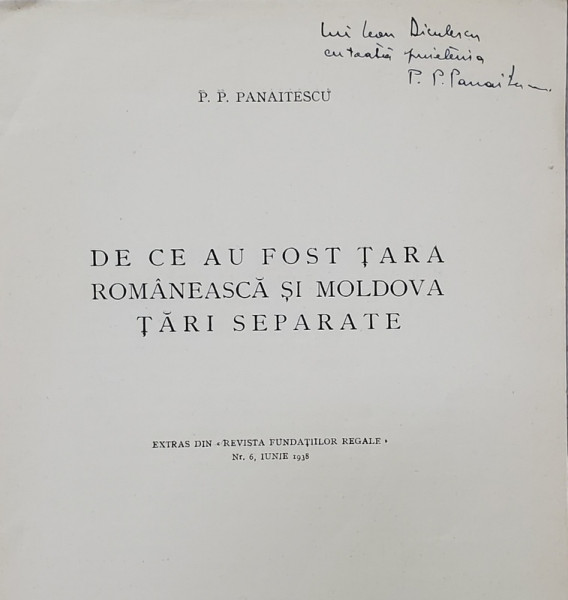 Lui Leon Diculescu
cu toată prietenia
P. P. Panaitescu
P. P. PANAITESCU
DE CE AU FOST ȚARA
ROMÂNEASCĂ ȘI MOLDOVA
ȚĂRI SEPARATE
EXTRAS DIN «REVISTA FUNDAȚIILOR REGALE»
Nr. 6, IUNIE 1938